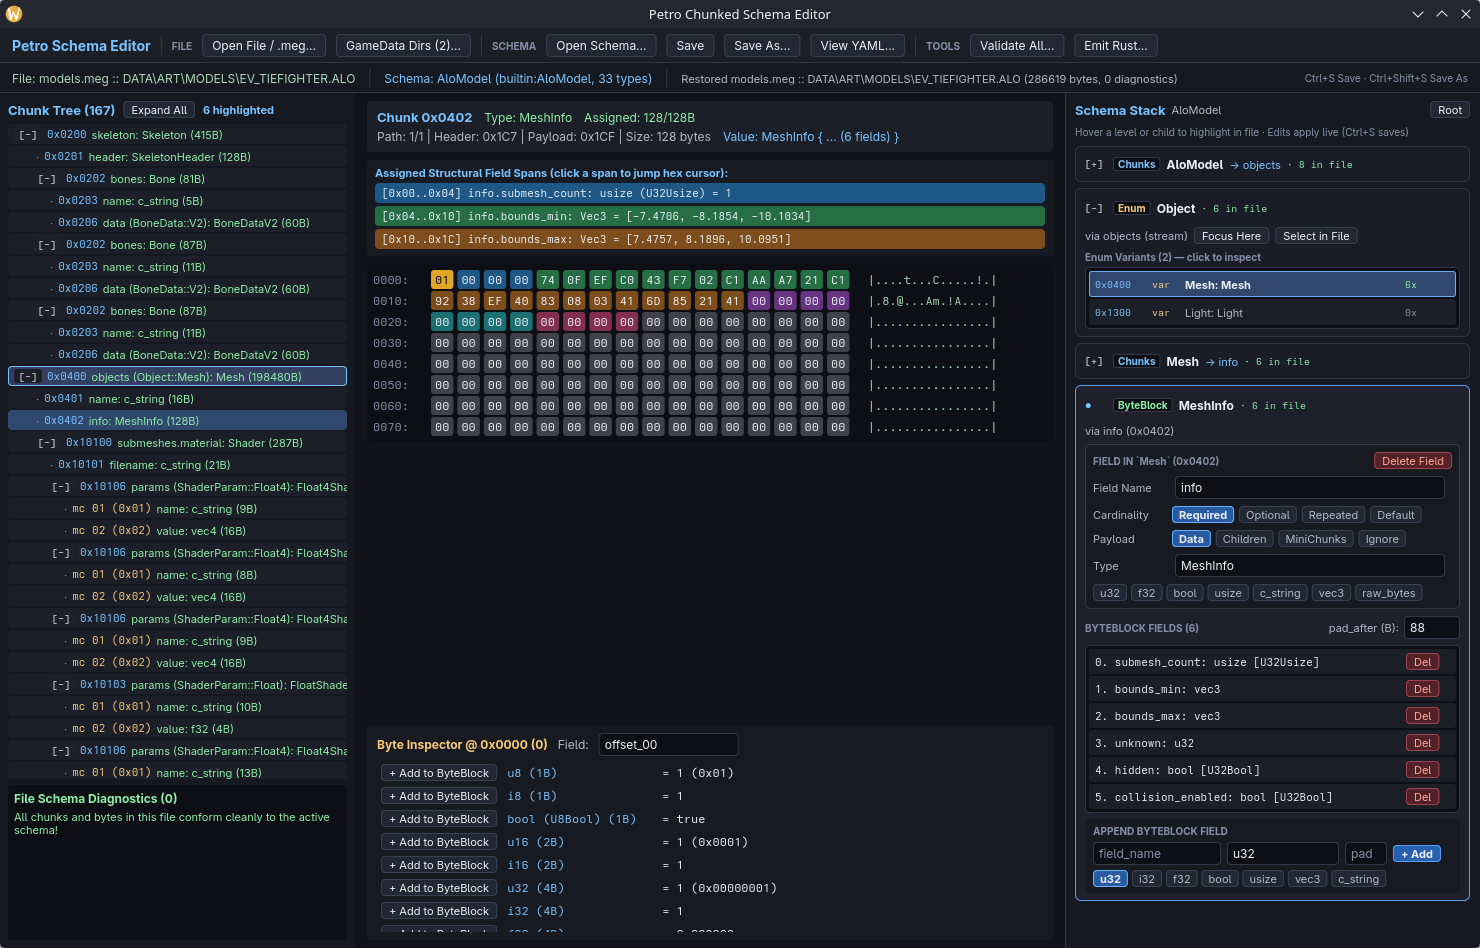 Petro Chunked Schema Editor
Petro Schema Editor FILE Open File / .meg... GameData Dirs (2)... SCHEMA Open Schema... Save Save As... View YAML... TOOLS Validate All... Emit Rust...
File: models.meg :: DATA\ART\MODELS\EV_TIEFIGHTER.ALO Schema: AloModel (builtin:AloModel, 33 types) Restored models.meg :: DATA\ART\MODELS\EV_TIEFIGHTER.ALO (286619 bytes, 0 diagnostics) Ctrl+S Save · Ctrl+Shift+S Save As
Chunk Tree (167) Expand All 6 highlighted
[-] 0x0200 skeleton: Skeleton (415B)
· 0x0201 header: SkeletonHeader (128B)
[-] 0x0202 bones: Bone (81B)
· 0x0203 name: c_string (5B)
· 0x0206 data (BoneData::V2): BoneDataV2 (60B)
[-] 0x0202 bones: Bone (87B)
· 0x0203 name: c_string (11B)
· 0x0206 data (BoneData::V2): BoneDataV2 (60B)
[-] 0x0202 bones: Bone (87B)
· 0x0203 name: c_string (11B)
· 0x0206 data (BoneData::V2): BoneDataV2 (60B)
[-] 0x0400 objects (Object::Mesh): Mesh (198480B)
· 0x0401 name: c_string (16B)
· 0x0402 info: MeshInfo (128B)
[-] 0x10100 submeshes.material: Shader (287B)
· 0x10101 filename: c_string (21B)
[-] 0x10106 params (ShaderParam::Float4): Float4Sha
· mc 01 (0x01) name: c_string (9B)
· mc 02 (0x02) value: vec4 (16B)
[-] 0x10106 params (ShaderParam::Float4): Float4Sha
· mc 01 (0x01) name: c_string (8B)
· mc 02 (0x02) value: vec4 (16B)
[-] 0x10106 params (ShaderParam::Float4): Float4Sha
· mc 01 (0x01) name: c_string (9B)
· mc 02 (0x02) value: vec4 (16B)
[-] 0x10103 params (ShaderParam::Float): FloatShade
· mc 01 (0x01) name: c_string (10B)
· mc 02 (0x02) value: f32 (4B)
[-] 0x10106 params (ShaderParam::Float4): Float4Sha
· mc 01 (0x01) name: c_string (13B)
File Schema Diagnostics (0)
All chunks and bytes in this file conform cleanly to the active
schema!
Chunk 0x0402 Type: MeshInfo Assigned: 128/128B
Path: 1/1 | Header: 0x1C7 | Payload: 0x1CF | Size: 128 bytes Value: MeshInfo { ... (6 fields) }
Assigned Structural Field Spans (click a span to jump hex cursor):
[0x00..0x04] info.submesh_count: usize (U32Usize) = 1
[0x04..0x10] info.bounds_min: Vec3 = [-7.4706, -8.1854, -10.1034]
[0x10..0x1C] info.bounds_max: Vec3 = [7.4757, 8.1896, 10.0951]
0000: 01 00 00 00 74 0F EF C0 43 F7 02 C1 AA A7 21 C1 |....t...C.....!.|
0010: 92 38 EF 40 83 08 03 41 6D 85 21 41 00 00 00 00 |.8.@...Am.!A....|
0020: 00 00 00 00 00 00 00 00 00 00 00 00 00 00 00 00 |................|
0030: 00 00 00 00 00 00 00 00 00 00 00 00 00 00 00 00 |................|
0040: 00 00 00 00 00 00 00 00 00 00 00 00 00 00 00 00 |................|
0050: 00 00 00 00 00 00 00 00 00 00 00 00 00 00 00 00 |................|
0060: 00 00 00 00 00 00 00 00 00 00 00 00 00 00 00 00 |................|
0070: 00 00 00 00 00 00 00 00 00 00 00 00 00 00 00 00 |................|
Byte Inspector @ 0x0000 (0) Field: offset_00
+ Add to ByteBlock u8 (1B) = 1 (0x01)
+ Add to ByteBlock i8 (1B) = 1
+ Add to ByteBlock bool (U8Bool) (1B) = true
+ Add to ByteBlock u16 (2B) = 1 (0x0001)
+ Add to ByteBlock i16 (2B) = 1
+ Add to ByteBlock u32 (4B) = 1 (0x00000001)
+ Add to ByteBlock i32 (4B) = 1
Schema Stack AloModel Root
Hover a level or child to highlight in file · Edits apply live (Ctrl+S saves)
[+] Chunks AloModel → objects · 8 in file
[-] Enum Object · 6 in file
via objects (stream) Focus Here Select in File
Enum Variants (2) — click to inspect
0x0400 var Mesh: Mesh 6x
0x1300 var Light: Light 0x
[+] Chunks Mesh → info · 6 in file
ByteBlock MeshInfo · 6 in file
via info (0x0402)
FIELD IN `Mesh` (0x0402) Delete Field
Field Name info
Cardinality Required Optional Repeated Default
Payload Data Children MiniChunks Ignore
Type MeshInfo
u32 f32 bool usize c_string vec3 raw_bytes
BYTEBLOCK FIELDS (6) pad_after (B): 88
0. submesh_count: usize [U32Usize] Del
1. bounds_min: vec3 Del
2. bounds_max: vec3 Del
3. unknown: u32 Del
4. hidden: bool [U32Bool] Del
5. collision_enabled: bool [U32Bool] Del
APPEND BYTEBLOCK FIELD
field_name u32 pad + Add
u32 i32 f32 bool usize vec3 c_string